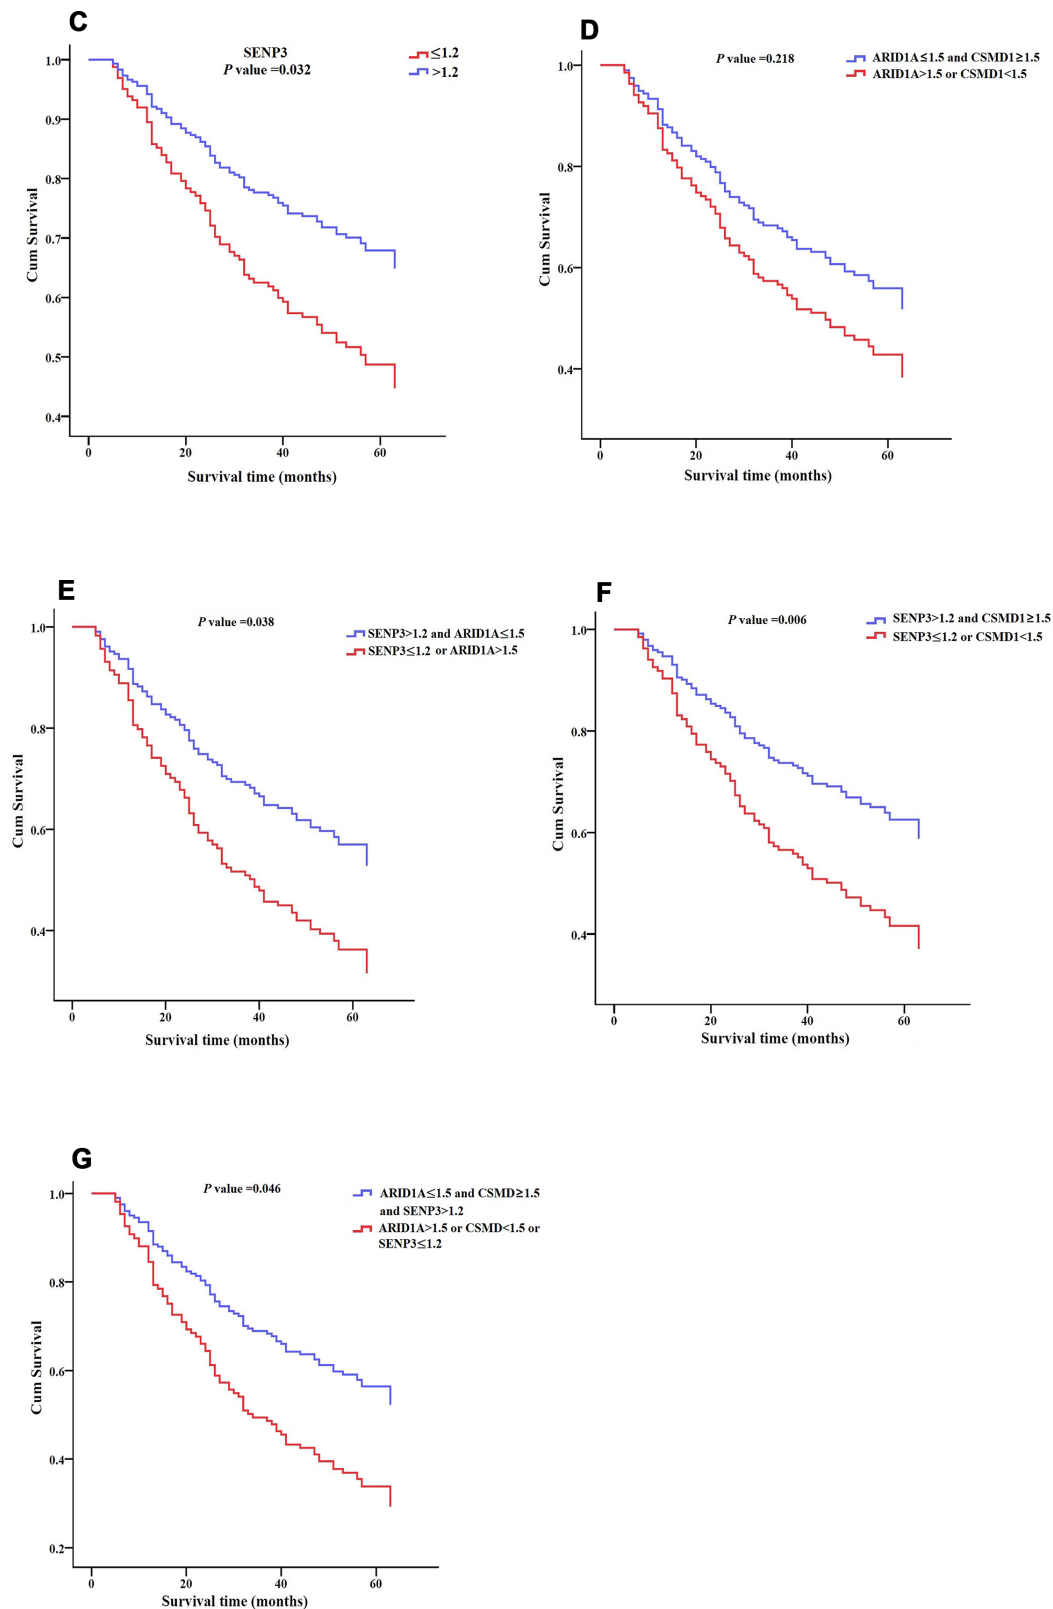 C
SENP3
P value =0.032
≤1.2
>1.2
1.0
0.9
0.8
0.7
0.6
0.5
0.4
Cum Survival
0
20
40
60
Survival time (months)
D
P value =0.218
ARID1A≤1.5 and CSMD1≥1.5
ARID1A>1.5 or CSMD1<1.5
1.0
0.8
0.6
0.4
Cum Survival
0
20
40
60
Survival time (months)
E
P value =0.038
SENP3>1.2 and ARID1A≤1.5
SENP3≤1.2 or ARID1A>1.5
1.0
0.8
0.6
0.4
Cum Survival
0
20
40
60
Survival time (months)
F
P value =0.006
SENP3>1.2 and CSMD1≥1.5
SENP3≤1.2 or CSMD1<1.5
1.0
0.8
0.6
0.4
Cum Survival
0
20
40
60
Survival time (months)
G
P value =0.046
ARID1A≤1.5 and CSMD≥1.5
and SENP3>1.2
ARID1A>1.5 or CSMD<1.5 or
SENP3≤1.2
1.0
0.8
0.6
0.4
0.2
Cum Survival
0
20
40
60
Survival time (months)